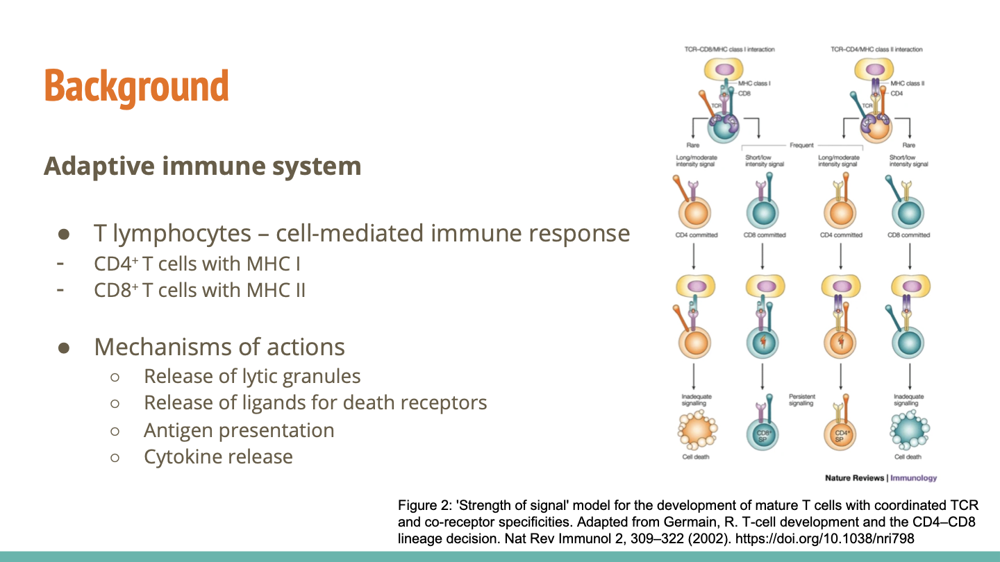 Background
Adaptive immune system
● T lymphocytes – cell-mediated immune response
- CD4⁺ T cells with MHC I
- CD8⁺ T cells with MHC II
● Mechanisms of actions
○ Release of lytic granules
○ Release of ligands for death receptors
○ Antigen presentation
○ Cytokine release
TCR–CD8/MHC class I interaction
TCR–CD4/MHC class II interaction
MHC class I
CD8
TCR
MHC class II
CD4
TCR
Rare
Frequent
Rare
Long/moderate
intensity signal
Short/low
intensity signal
Long/moderate
intensity signal
Short/low
intensity signal
CD4 committed
CD8 committed
CD4 committed
CD8 committed
Inadequate
signalling
Persistent
signalling
Inadequate
signalling
CD8⁺
SP
CD4⁺
SP
Cell death
Cell death
Nature Reviews | Immunology
Figure 2: 'Strength of signal' model for the development of mature T cells with coordinated TCR
and co-receptor specificities. Adapted from Germain, R. T-cell development and the CD4–CD8
lineage decision. Nat Rev Immunol 2, 309–322 (2002). https://doi.org/10.1038/nri798